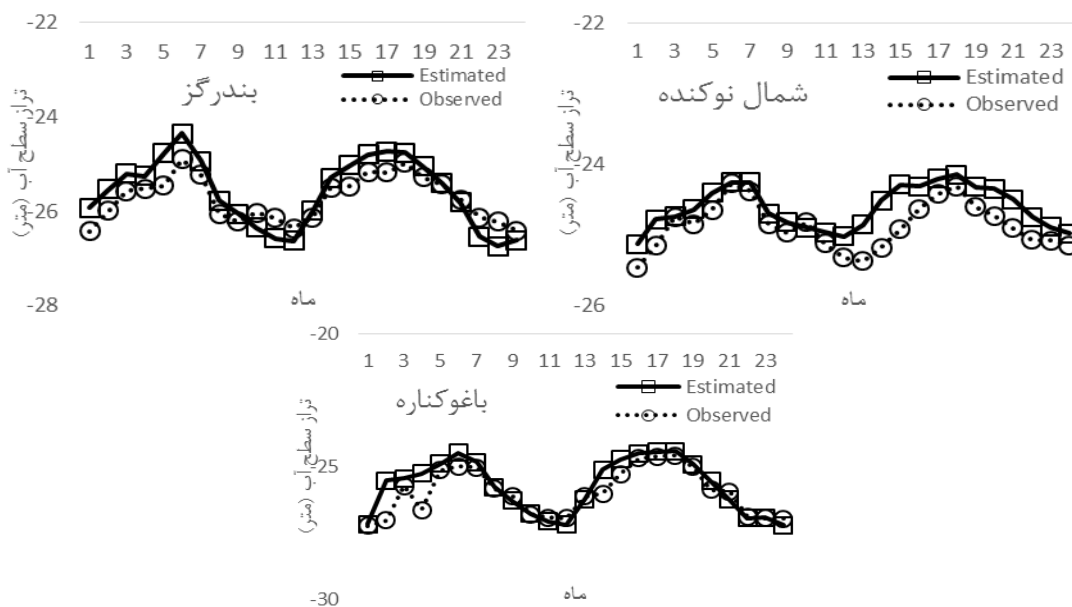 -22
1 3 5 7 9 11 13 15 17 19 21 23
Estimated
Observed
بندرگز
تراز سطح آب (متر)
-24
-26
-28
ماه
-22
1 3 5 7 9 11 13 15 17 19 21 23
Estimated
Observed
شمال نوکنده
تراز سطح آب (متر)
-24
-26
ماه
-20
1 3 5 7 9 11 13 15 17 19 21 23
Estimated
Observed
باغوکناره
تراز سطح آب (متر)
-25
-30
ماه